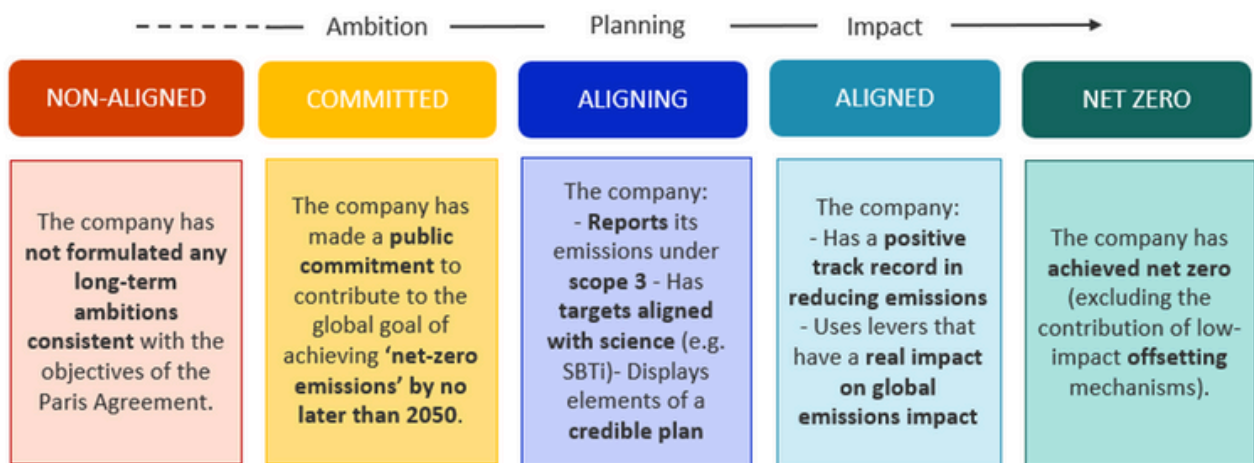 Ambition Planning Impact
NON-ALIGNED
The company has
not formulated any
long-term
ambitions
consistent with the
objectives of the
Paris Agreement.
COMMITTED
The company has
made a public
commitment to
contribute to the
global goal of
achieving ‘net-zero
emissions’ by no
later than 2050.
ALIGNING
The company:
- Reports its
emissions under
scope 3 - Has
targets aligned
with science (e.g.
SBTi)- Displays
elements of a
credible plan
ALIGNED
The company:
- Has a positive
track record in
reducing emissions
- Uses levers that
have a real impact
on global
emissions impact
NET ZERO
The company has
achieved net zero
(excluding the
contribution of low-
impact offsetting
mechanisms).